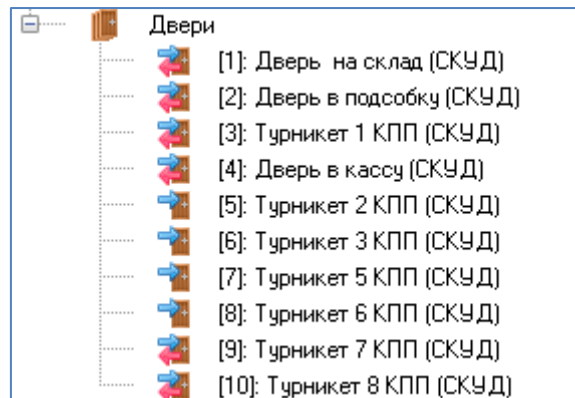 Двери
[1]: Дверь на склад (СКУД)
[2]: Дверь в подсобку (СКУД)
[3]: Турникет 1 КПП (СКУД)
[4]: Дверь в кассу (СКУД)
[5]: Турникет 2 КПП (СКУД)
[6]: Турникет 3 КПП (СКУД)
[7]: Турникет 5 КПП (СКУД)
[8]: Турникет 6 КПП (СКУД)
[9]: Турникет 7 КПП (СКУД)
[10]: Турникет 8 КПП (СКУД)